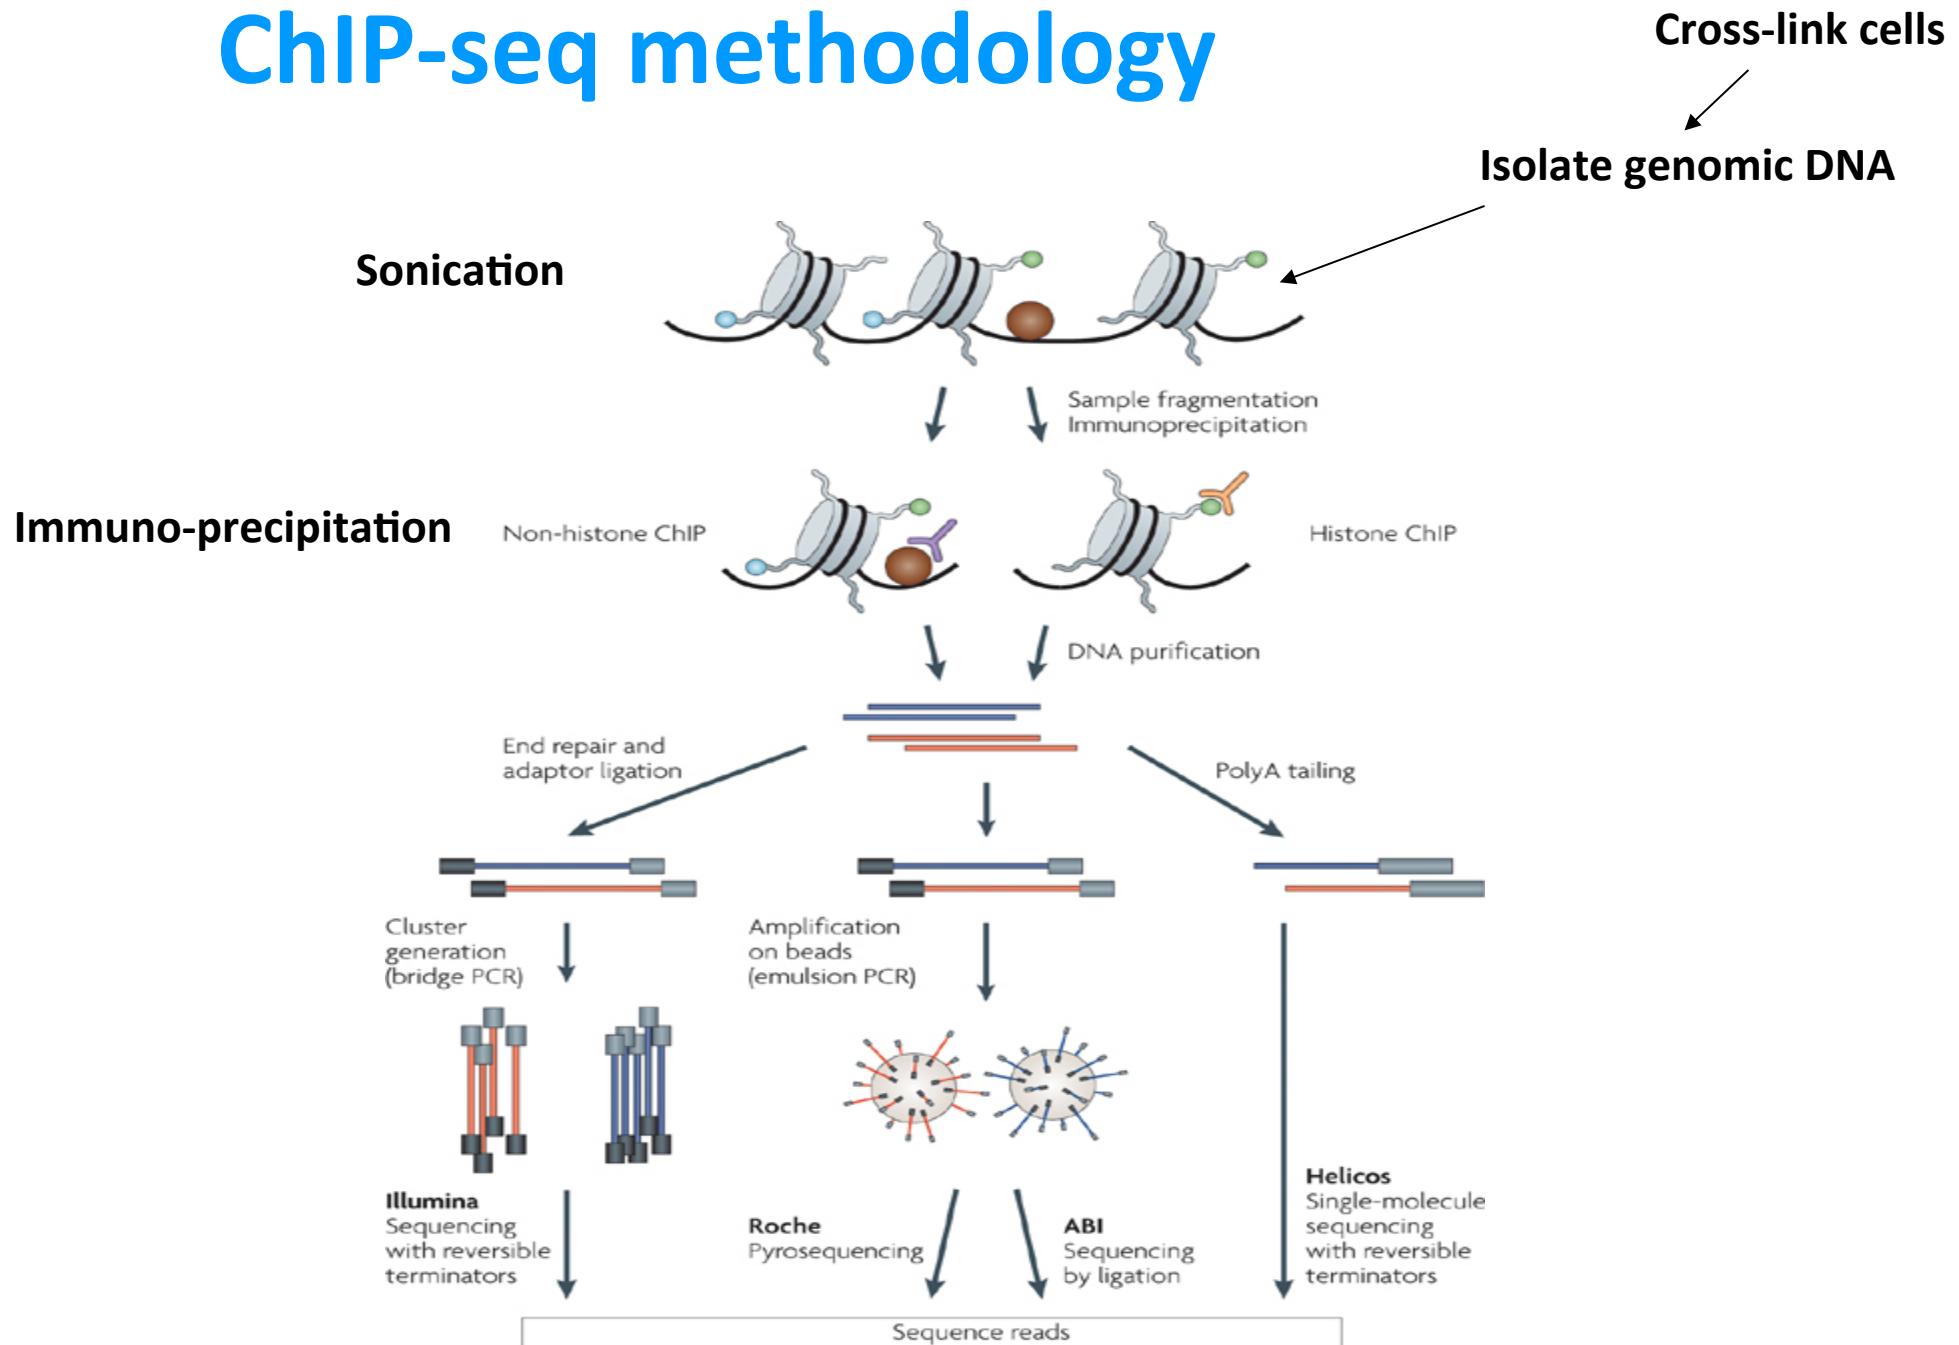 ChIP-seq methodology
Cross-link cells
Isolate genomic DNA
Sonication
Sample fragmentation
Immunoprecipitation
Immuno-precipitation
Non-histone ChIP
Histone ChIP
DNA purification
End repair and
adaptor ligation
PolyA tailing
Cluster
generation
(bridge PCR)
Amplification
on beads
(emulsion PCR)
Illumina
Sequencing
with reversible
terminators
Roche
Pyrosequencing
ABI
Sequencing
by ligation
Helicos
Single-molecule
sequencing
with reversible
terminators
Sequence reads